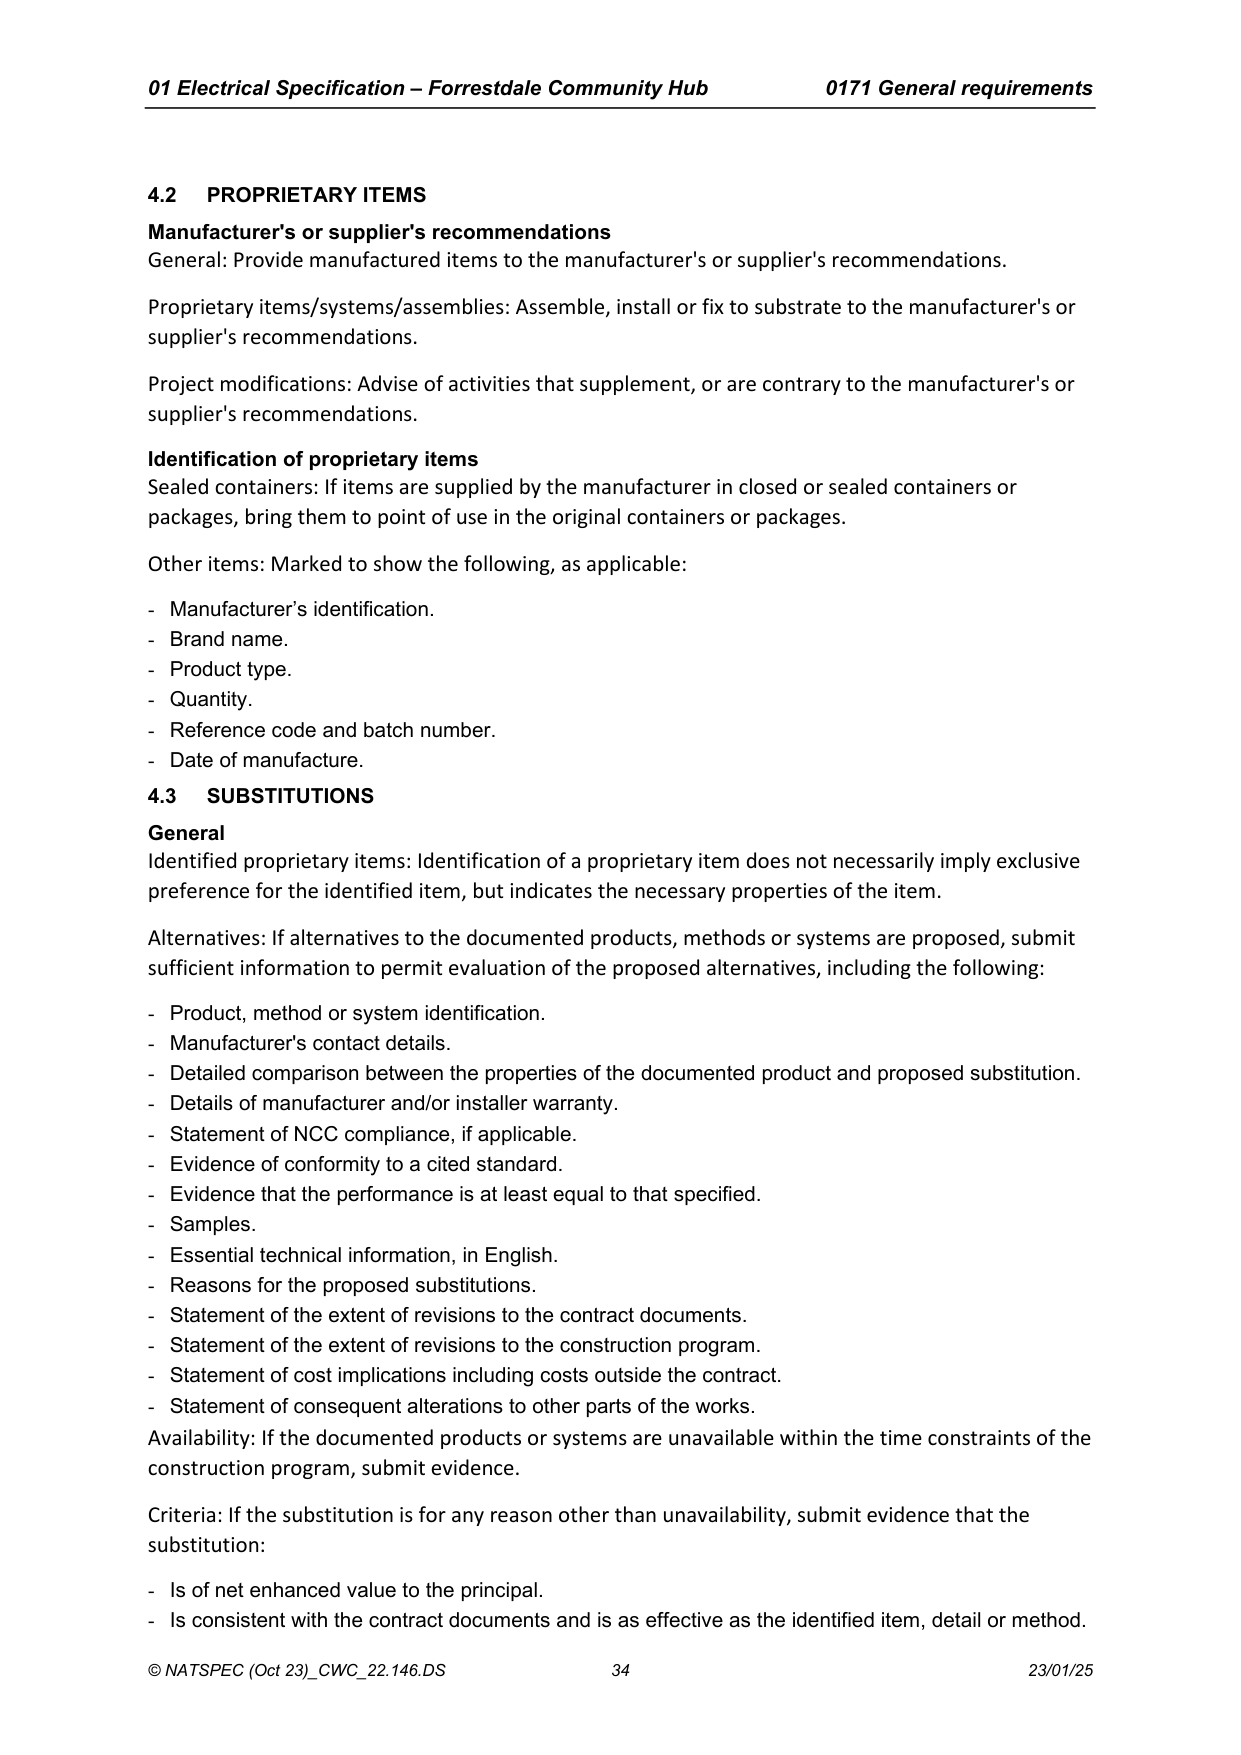 01 Electrical Specification – Forrestdale Community Hub 0171 General requirements
4.2 PROPRIETARY ITEMS
Manufacturer's or supplier's recommendations
General: Provide manufactured items to the manufacturer's or supplier's recommendations.
Proprietary items/systems/assemblies: Assemble, install or fix to substrate to the manufacturer's or
supplier's recommendations.
Project modifications: Advise of activities that supplement, or are contrary to the manufacturer's or
supplier's recommendations.
Identification of proprietary items
Sealed containers: If items are supplied by the manufacturer in closed or sealed containers or
packages, bring them to point of use in the original containers or packages.
Other items: Marked to show the following, as applicable:
- Manufacturer’s identification.
- Brand name.
- Product type.
- Quantity.
- Reference code and batch number.
- Date of manufacture.
4.3 SUBSTITUTIONS
General
Identified proprietary items: Identification of a proprietary item does not necessarily imply exclusive
preference for the identified item, but indicates the necessary properties of the item.
Alternatives: If alternatives to the documented products, methods or systems are proposed, submit
sufficient information to permit evaluation of the proposed alternatives, including the following:
- Product, method or system identification.
- Manufacturer's contact details.
- Detailed comparison between the properties of the documented product and proposed substitution.
- Details of manufacturer and/or installer warranty.
- Statement of NCC compliance, if applicable.
- Evidence of conformity to a cited standard.
- Evidence that the performance is at least equal to that specified.
- Samples.
- Essential technical information, in English.
- Reasons for the proposed substitutions.
- Statement of the extent of revisions to the contract documents.
- Statement of the extent of revisions to the construction program.
- Statement of cost implications including costs outside the contract.
- Statement of consequent alterations to other parts of the works.
Availability: If the documented products or systems are unavailable within the time constraints of the
construction program, submit evidence.
Criteria: If the substitution is for any reason other than unavailability, submit evidence that the
substitution:
- Is of net enhanced value to the principal.
- Is consistent with the contract documents and is as effective as the identified item, detail or method.
© NATSPEC (Oct 23)_CWC_22.146.DS 34 23/01/25